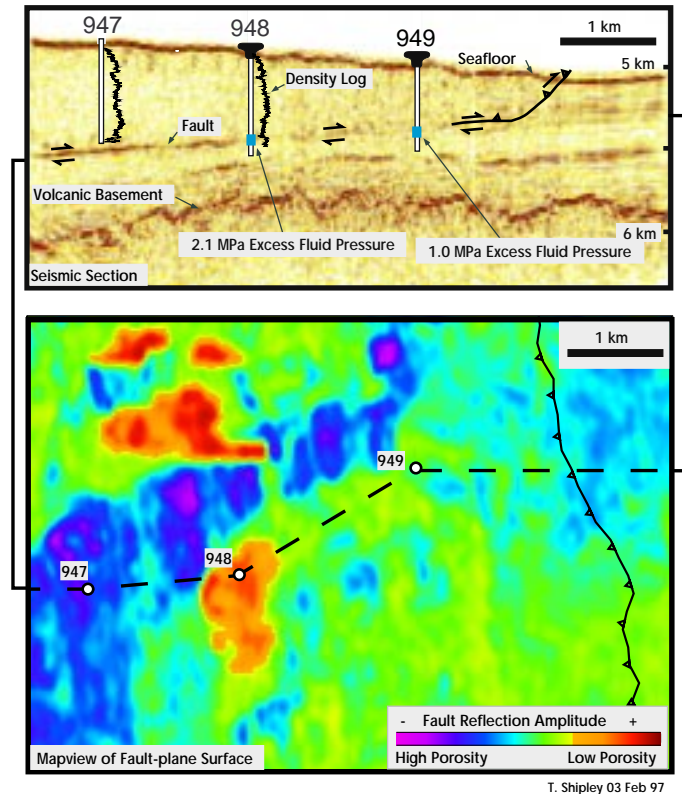 947
948
949
1 km
Seafloor
5 km
Density Log
Fault
Volcanic Basement
2.1 MPa Excess Fluid Pressure
1.0 MPa Excess Fluid Pressure
6 km
Seismic Section
1 km
949
948
947
- Fault Reflection Amplitude +
High Porosity Low Porosity
Mapview of Fault-plane Surface
T. Shipley 03 Feb 97